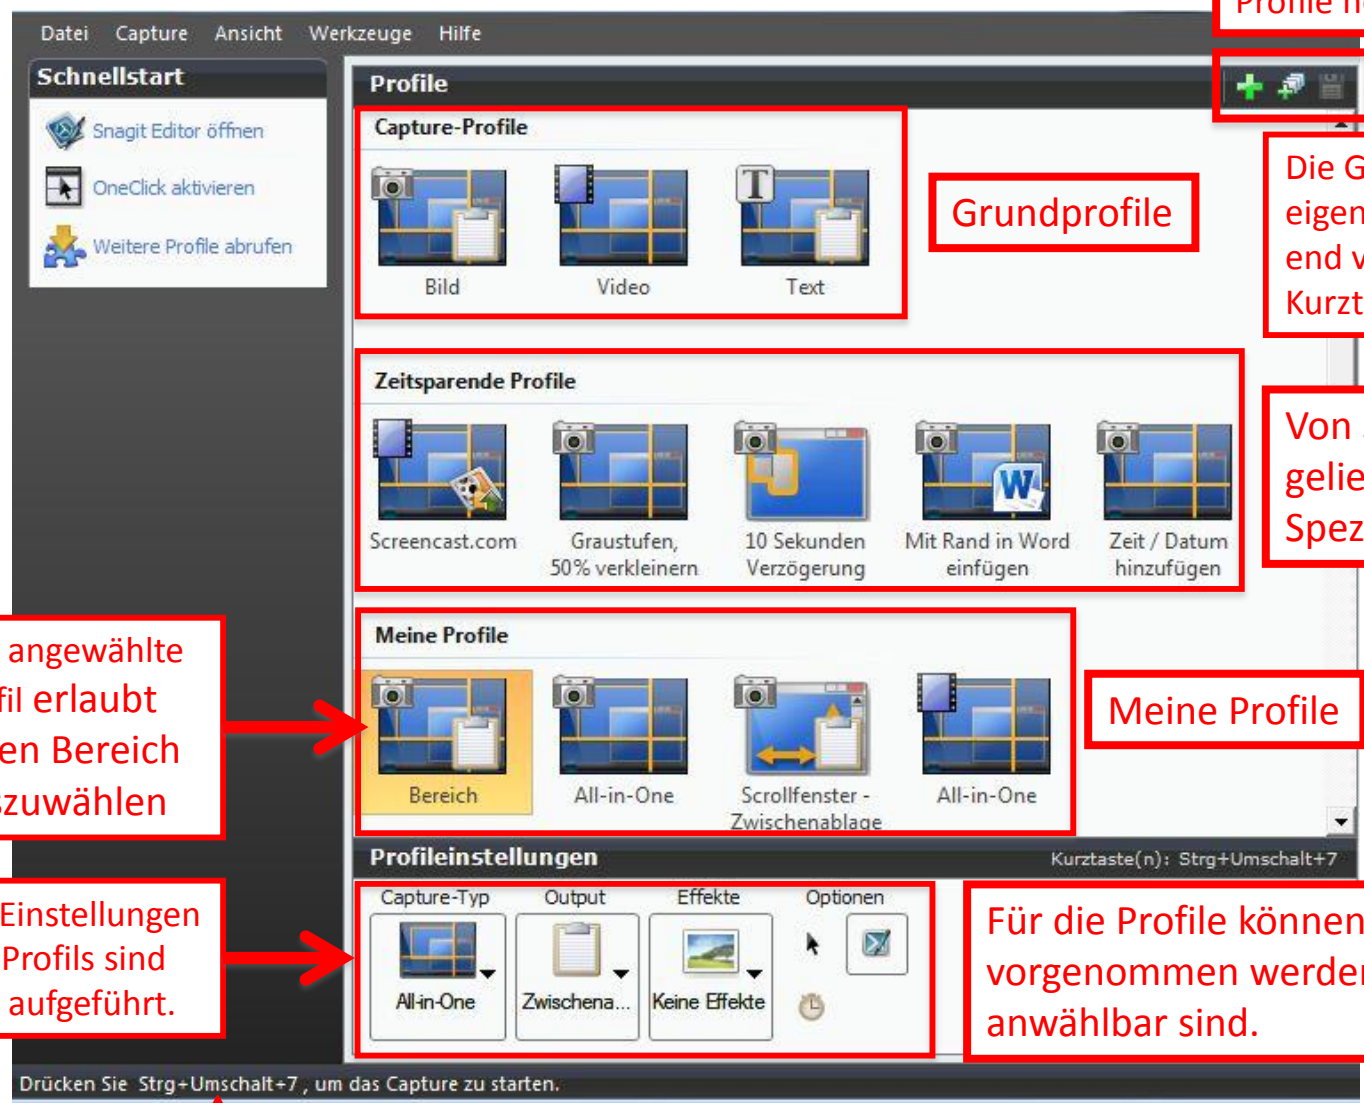 Profile
Datei Capture Ansicht Werkzeuge Hilfe
Schnellstart
Snagit Editor öffnen
OneClick aktivieren
Weitere Profile abrufen
Profile
Capture-Profile
Bild Video Text
Grundprofile
Die G
eigen
end v
Kurzt
Zeitsparende Profile
Screencast.com
Graustufen,
50% verkleinern
10 Sekunden
Verzögerung
Mit Rand in Word
einfügen
Zeit / Datum
hinzufügen
Von
gelie
Spez
Meine Profile
Bereich
All-in-One
Scrollfenster -
Zwischenablage
All-in-One
Meine Profile
angewählte
fil erlaubt
en Bereich
szuwählen
Profileinstellungen
Kurztaste(n): Strg+Umschalt+7
Capture-Typ Output Effekte Optionen
All-in-One Zwischena... Keine Effekte
Einstellungen
Profils sind
aufgeführt.
Für die Profile können
vorgenommen werden
anwählbar sind.
Drücken Sie Strg+Umschalt+7 , um das Capture zu starten.